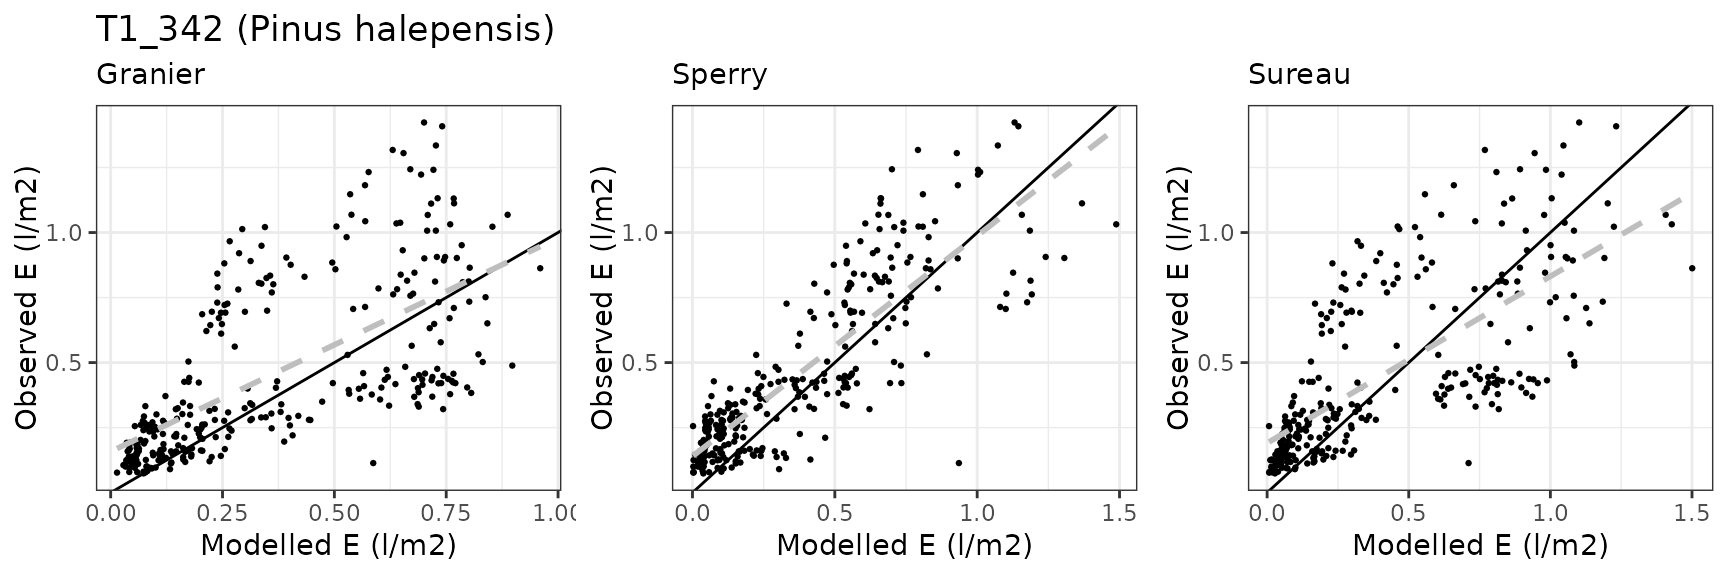 T1_342 (Pinus halepensis)
Granier
Sperry
Sureau
Observed E (l/m2)
1.0
0.5
0.00
0.25
0.50
0.75
1.00
Modelled E (l/m2)
Observed E (l/m2)
1.0
0.5
0.0
0.5
1.0
1.5
Modelled E (l/m2)
Observed E (l/m2)
1.0
0.5
0.0
0.5
1.0
1.5
Modelled E (l/m2)